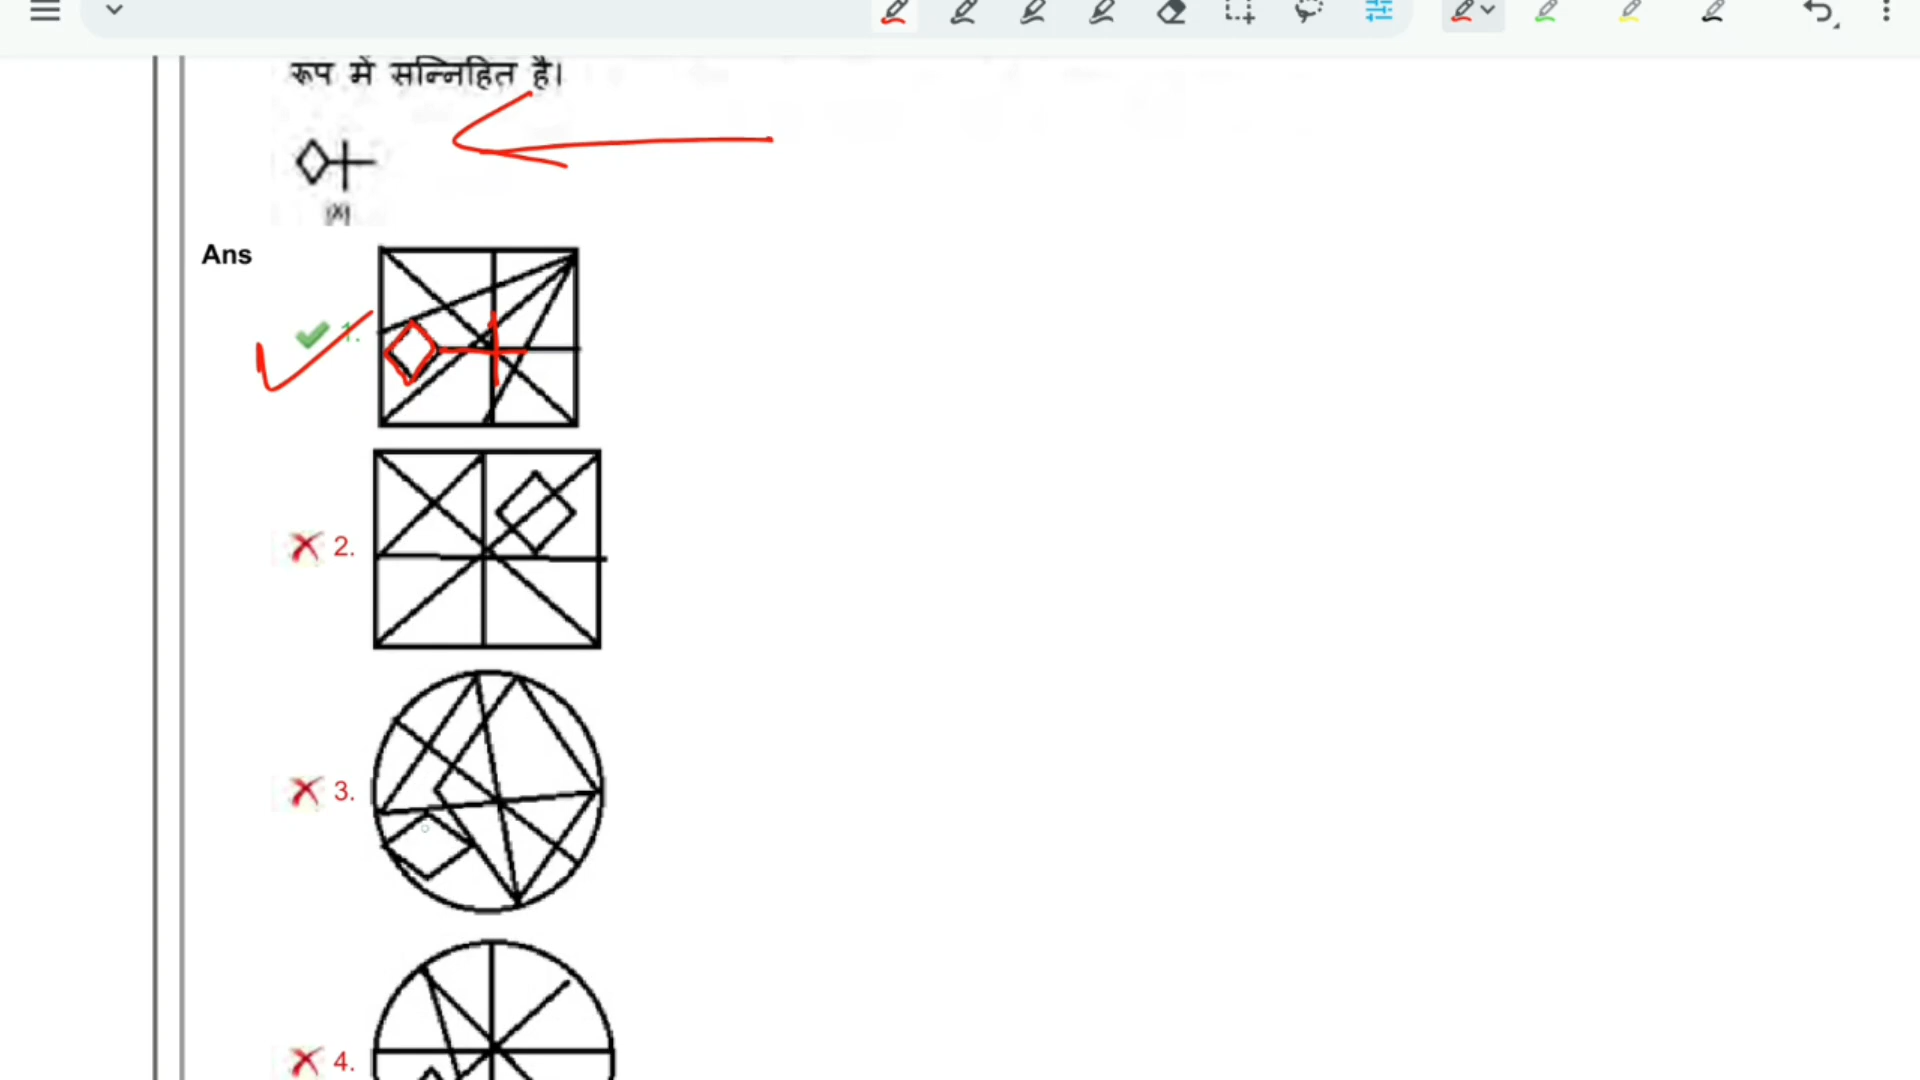 रूप में सन्निहित है।
(X)
Ans
1.
2.
3.
4.